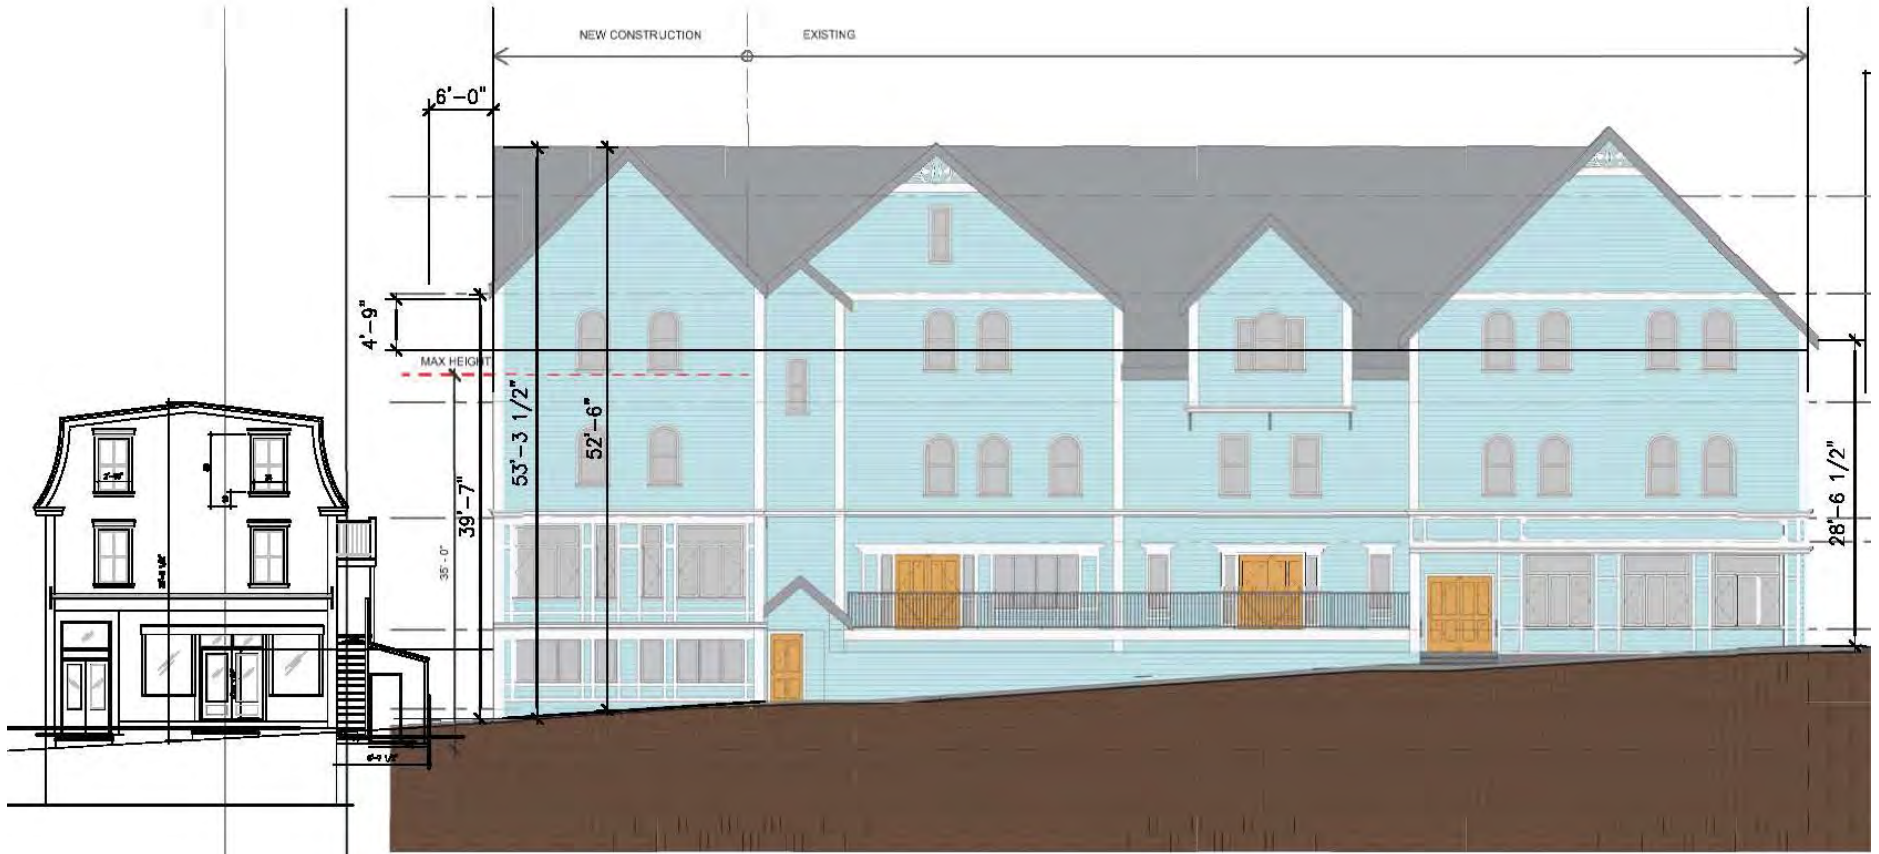 NEW CONSTRUCTION
EXISTING
6'-0"
4'-9"
MAX HEIGHT
53'-3 1/2"
52'-6"
39'-7"
35'-0"
28'-6 1/2"